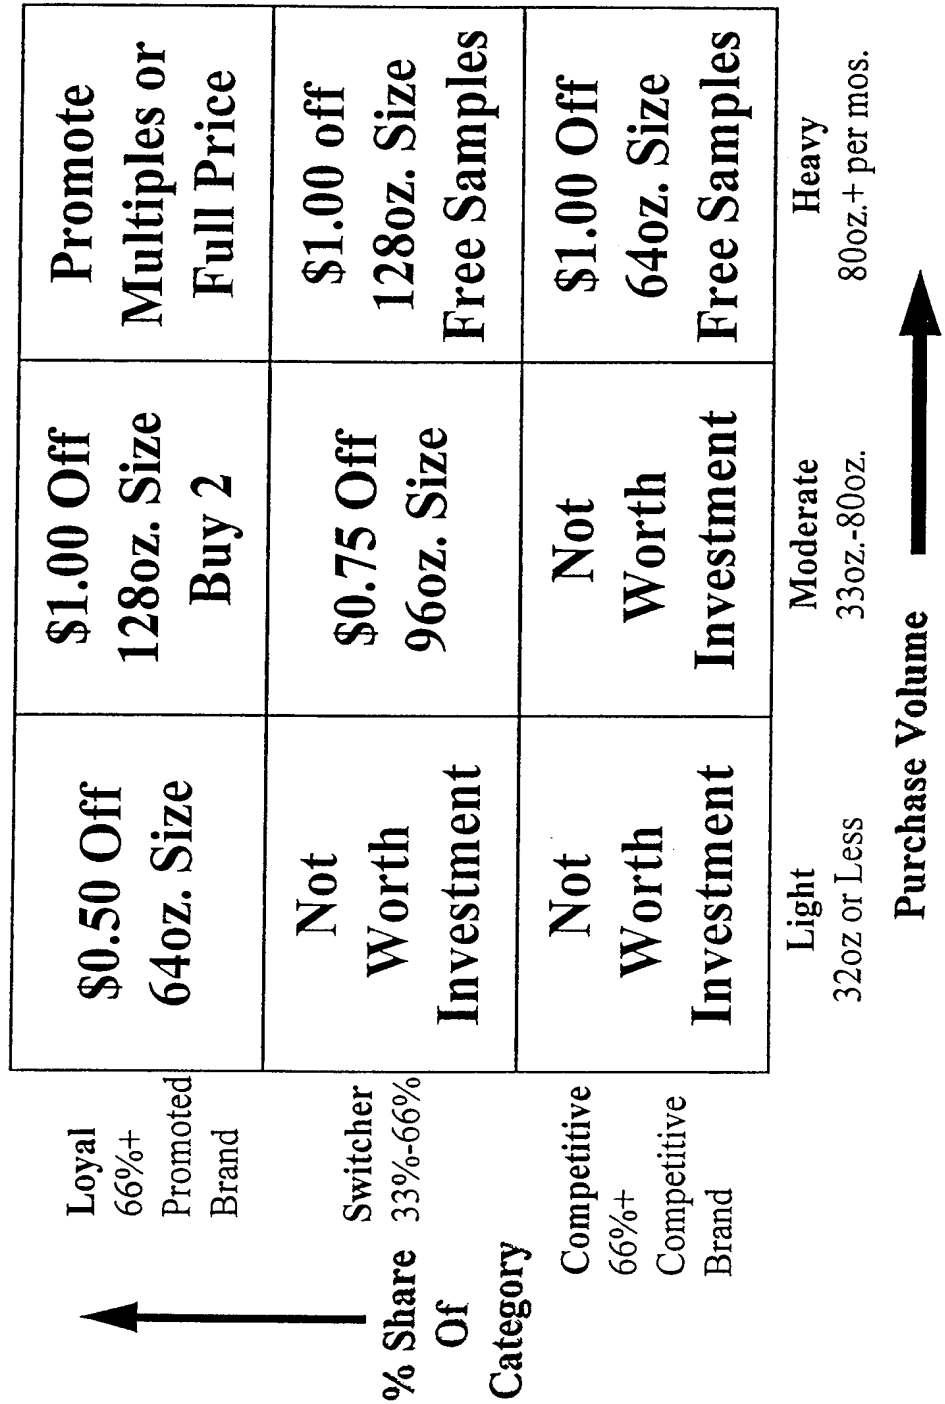 % Share
Of
Category
Loyal
66%+
Promoted
Brand
$0.50 Off
64oz. Size
$1.00 Off
128oz. Size
Buy 2
Promote
Multiples or
Full Price
Switcher
33%-66%
Not
Worth
Investment
$0.75 Off
96oz. Size
$1.00 off
128oz. Size
Free Samples
Competitive
66%+
Competitive
Brand
Not
Worth
Investment
Not
Worth
Investment
$1.00 Off
64oz. Size
Free Samples
Light
32oz or Less
Moderate
33oz.-80oz.
Heavy
80oz.+ per mos.
Purchase Volume